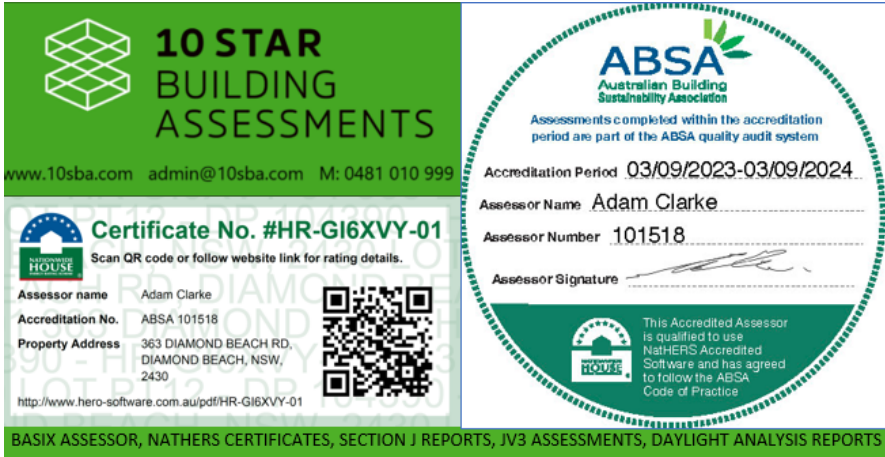 10 STAR
BUILDING
ASSESSMENTS
www.10sba.com admin@10sba.com M: 0481 010 999
Certificate No. #HR-GI6XVY-01
Scan QR code or follow website link for rating details.
NATIONWIDE
HOUSE
Assessor name Adam Clarke
Accreditation No. ABSA 101518
Property Address 363 DIAMOND BEACH RD,
DIAMOND BEACH, NSW,
2430
http://www.hero-software.com.au/pdf/HR-GI6XVY-01
ABSA
Australian Building
Sustainability Association
Assessments completed within the accreditation
period are part of the ABSA quality audit system
Accreditation Period 03/09/2023-03/09/2024
Assessor Name Adam Clarke
Assessor Number 101518
Assessor Signature
This Accredited Assessor
is qualified to use
NatHERS Accredited
Software and has agreed
to follow the ABSA
Code of Practice
HOUSE
BASIX ASSESSOR, NATHERS CERTIFICATES, SECTION J REPORTS, JV3 ASSESSMENTS, DAYLIGHT ANALYSIS REPORTS